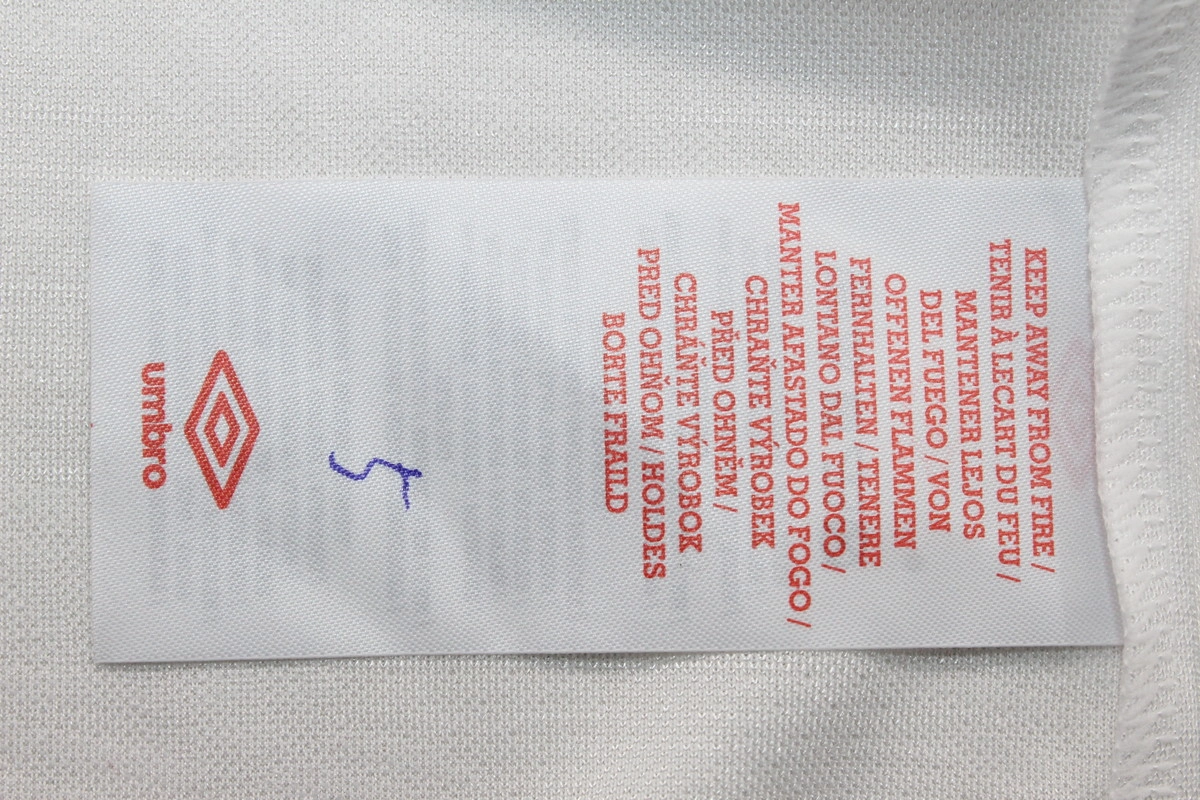 KEEP AWAY FROM FIRE /
TENIR À LECART DU FEU /
MANTENER LEJOS
DEL FUEGO / VON
OFFENEN FLAMMEN
FERNHALTEN / TENERE
LONTANO DAL FUOCO /
MANTER AFASTADO DO FOGO /
CHRAŇTE VÝROBEK
PŘED OHNĚM /
CHRÁŇTE VÝROBOK
PRED OHŇOM / HOLDES
BORTE FRAILD
umbro